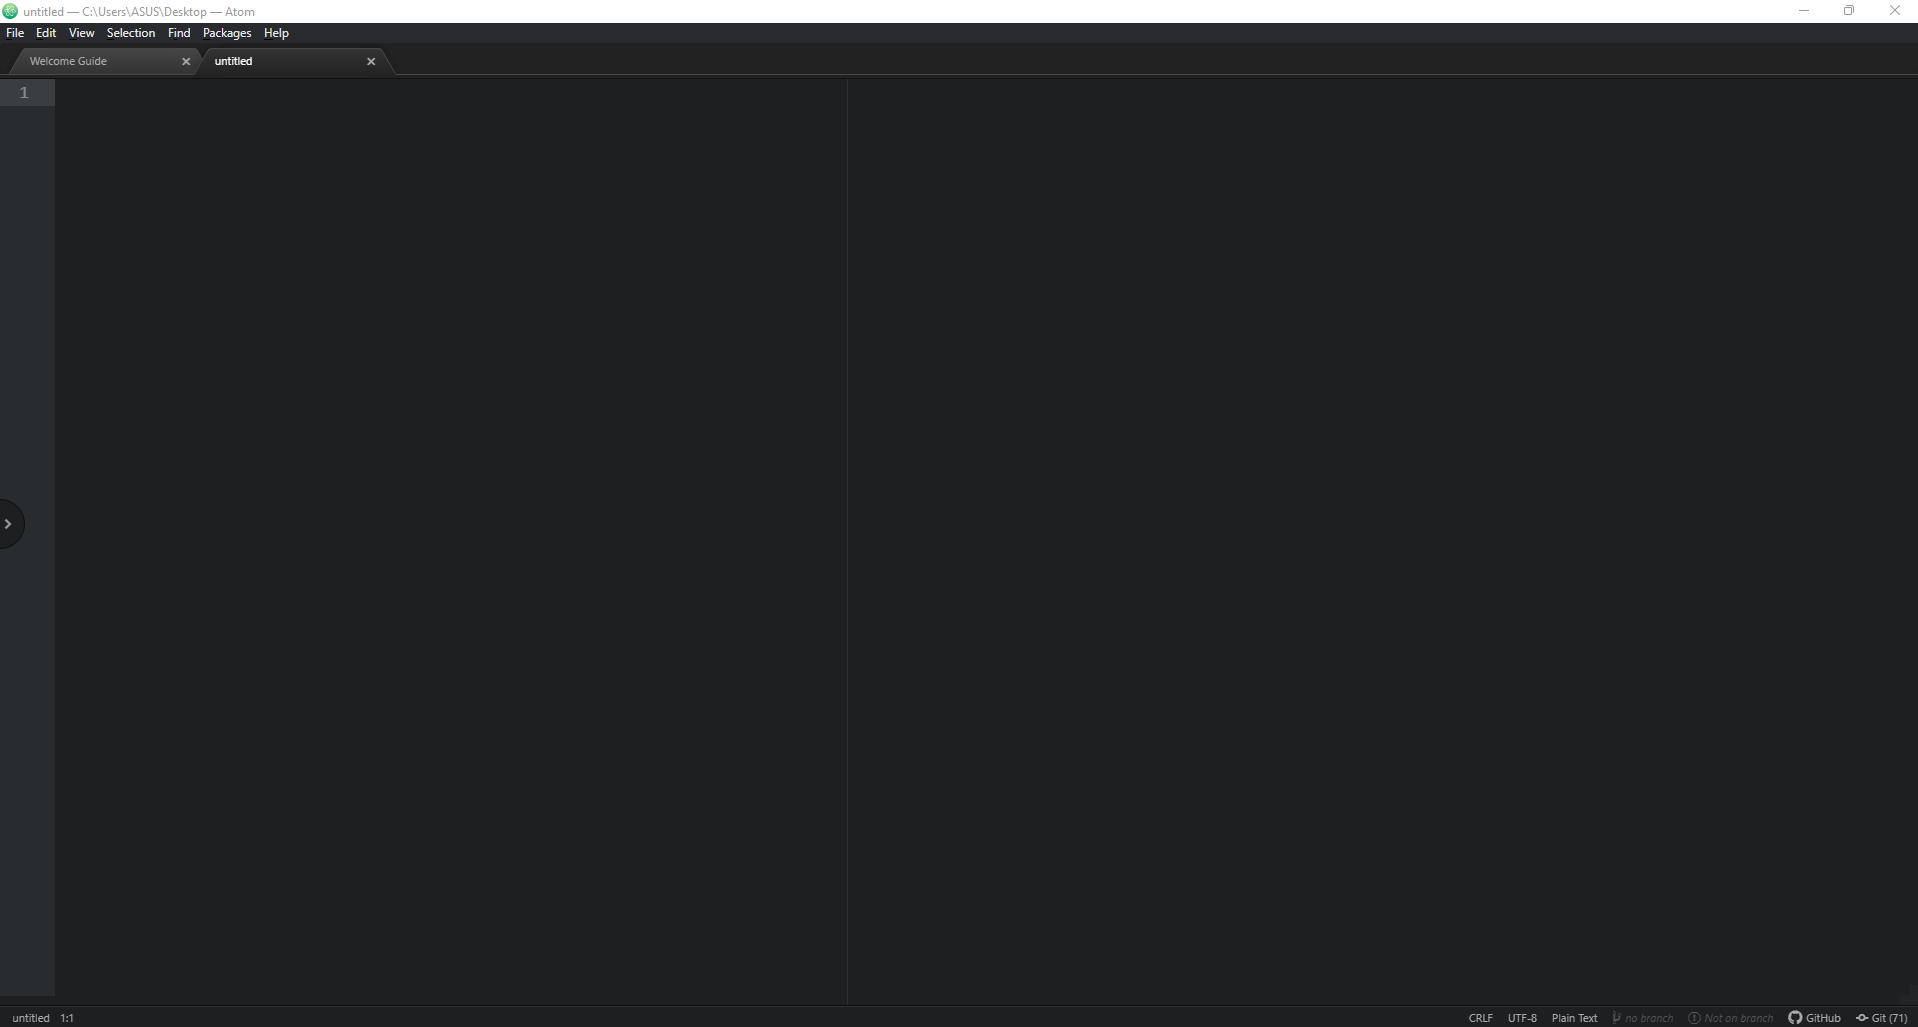 untitled — C:\Users\ASUS\Desktop — Atom
File Edit View Selection Find Packages Help
Welcome Guide untitled
1
untitled 1:1 CRLF UTF-8 Plain Text no branch Not on branch GitHub Git (71)